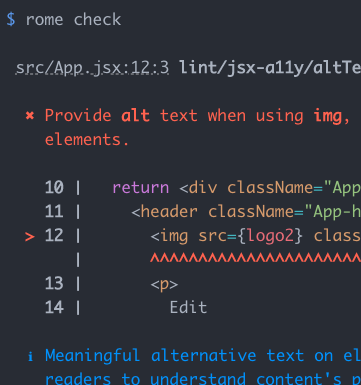 $ rome check
src/App.jsx:12:3 lint/jsx-a11y/altTe
✖ Provide alt text when using img,
elements.
10 | return <div className="App
11 | <header className="App-h
> 12 | <img src={logo2} class
| ^^^^^^^^^^^^^^^^^^^^^^
13 | <p>
14 | Edit
ℹ Meaningful alternative text on el
readers to understand content's p